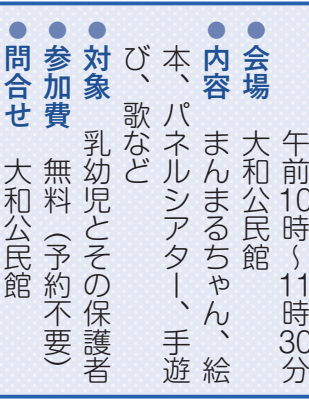 午前10時~11時30分
●会場 大和公民館
●内容 まんまるちゃん、絵
本、パネルシアター、手遊
び、歌など
●対象 乳幼児とその保護者
●参加費 無料（予約不要）
●問合せ 大和公民館